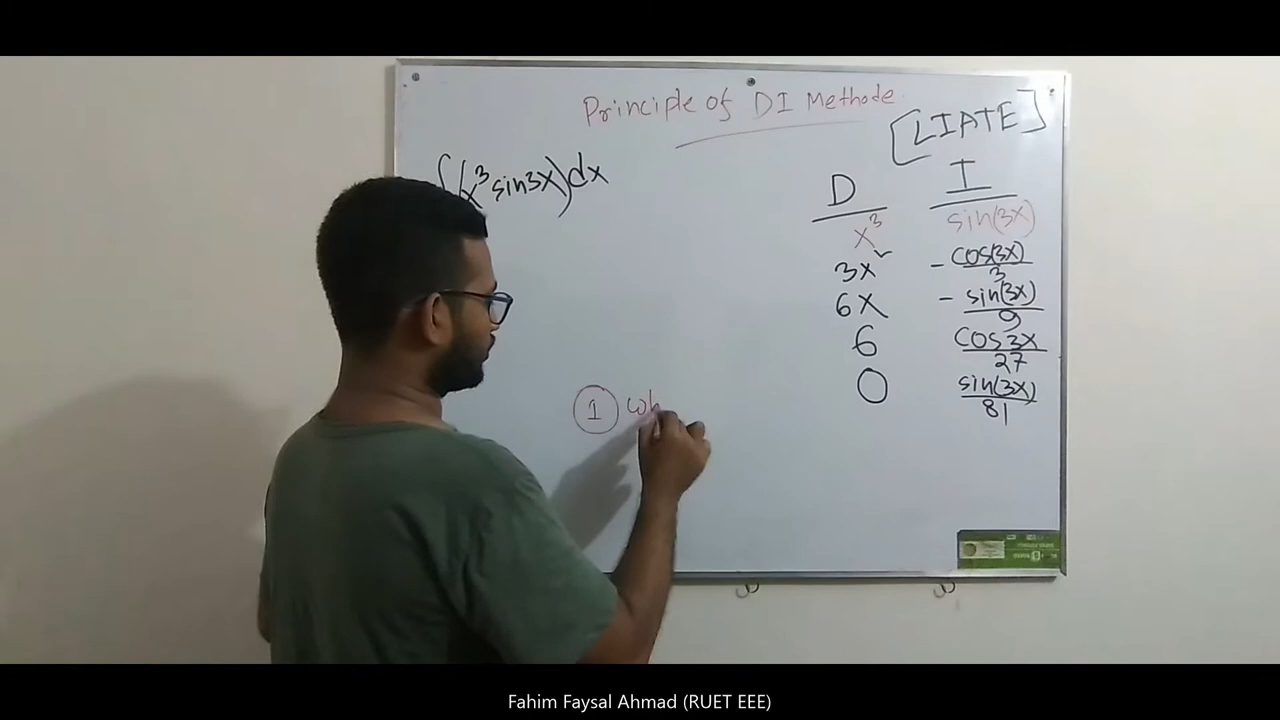 Principle of DI Methode
[LIATE]
∫(x³ sin3x)dx
D I
x³ sin(3x)
3x² - cos(3x)/3
6x - sin(3x)/9
6 cos3x/27
0 sin(3x)/81
① wh
Fahim Faysal Ahmad (RUET EEE)